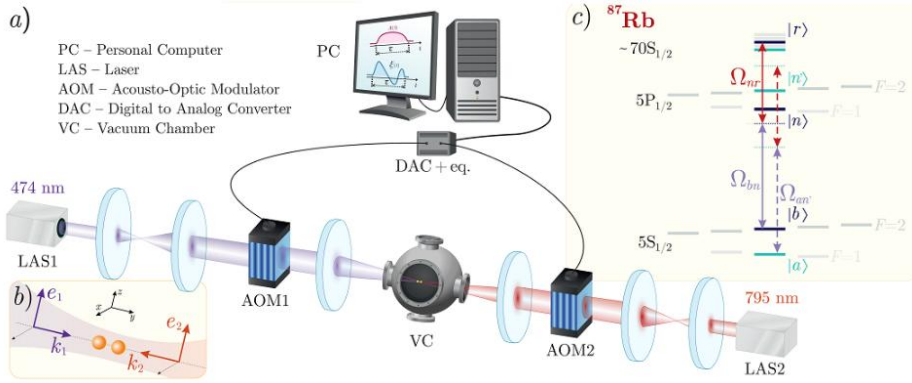 a)
PC – Personal Computer
LAS – Laser
AOM – Acousto-Optic Modulator
DAC – Digital to Analog Converter
VC – Vacuum Chamber
PC
DAC + eq.
474 nm
LAS1
AOM1
VC
AOM2
795 nm
LAS2
b)
e₁
k₁
x
z
y
e₂
k₂
c)
⁸⁷Rb
~70S₁/₂
|r⟩
Ωₙᵣ
|n'⟩
F=2
5P₁/₂
F=1
|n⟩
Ω_bn
Ω_an'
|b⟩
F=2
5S₁/₂
F=1
|a⟩